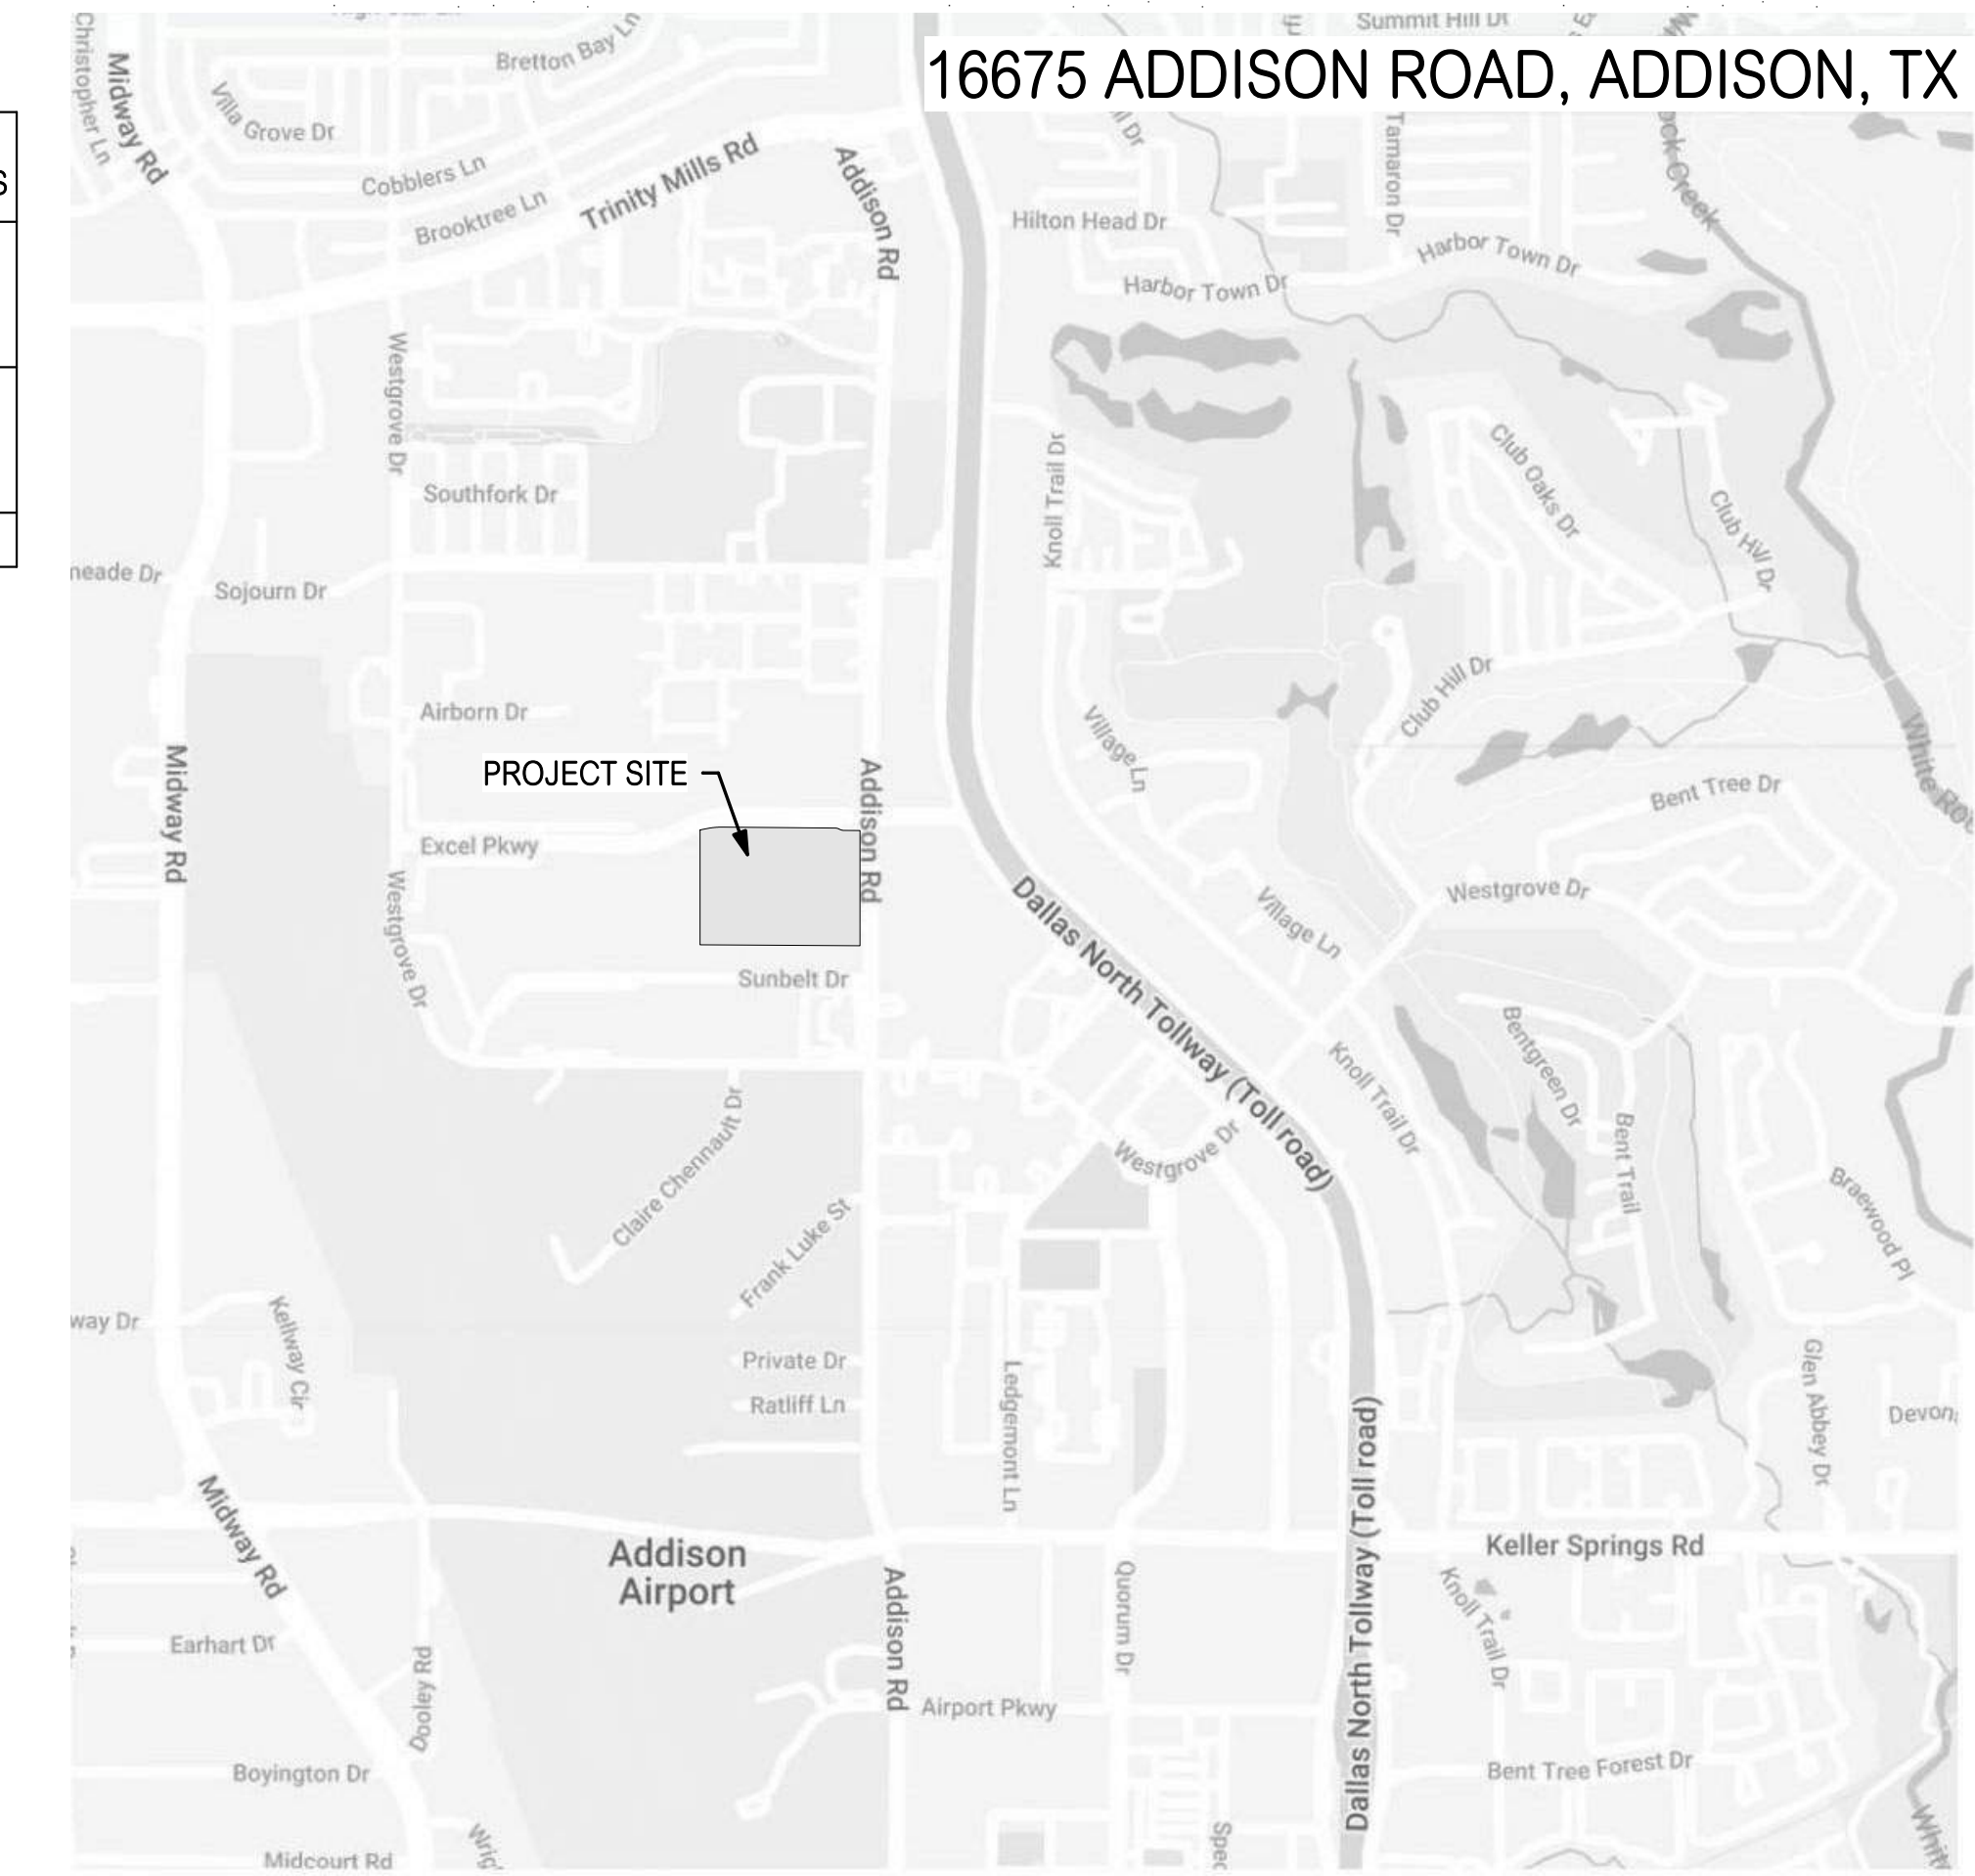 Summit Hill Dr
Christopher Ln
Midway Rd
Villa Grove Dr
Bretton Bay Ln
16675 ADDISON ROAD, ADDISON, TX
S
Cobblers Ln
Brooktree Ln
Trinity Mills Rd
Addison Rd
Hilton Head Dr
Tamaron Dr
Harbor Town Dr
Harbor Town Dr
Creek
Westgrove Dr
Southfork Dr
Knoll Trail Dr
Club Oaks Dr
Club Hill Dr
neade Dr
Sojourn Dr
Airborn Dr
Village Ln
Club Hill Dr
White Roc
PROJECT SITE
Midway Rd
Addison Rd
Bent Tree Dr
Excel Pkwy
Westgrove Dr
Westgrove Dr
Village Ln
Dallas North Tollway (Toll road)
Sunbelt Dr
Knoll Trail Dr
Bentgreen Dr
Bent Trail
Westgrove Dr
Claire Chennault Dr
Frank Luke St
Braewood Pl
way Dr
Kellway Cir
Private Dr
Ratliff Ln
Ledgemont Ln
Glen Abbey Dr
Devon
Dallas North Tollway (Toll road)
Midway Rd
Addison
Airport
Keller Springs Rd
Addison Rd
Quorum Dr
Knoll Trail Dr
Earhart Dr
Dooley Rd
Airport Pkwy
Boyington Dr
Bent Tree Forest Dr
Midcourt Rd
Wrig
Spec
Whit